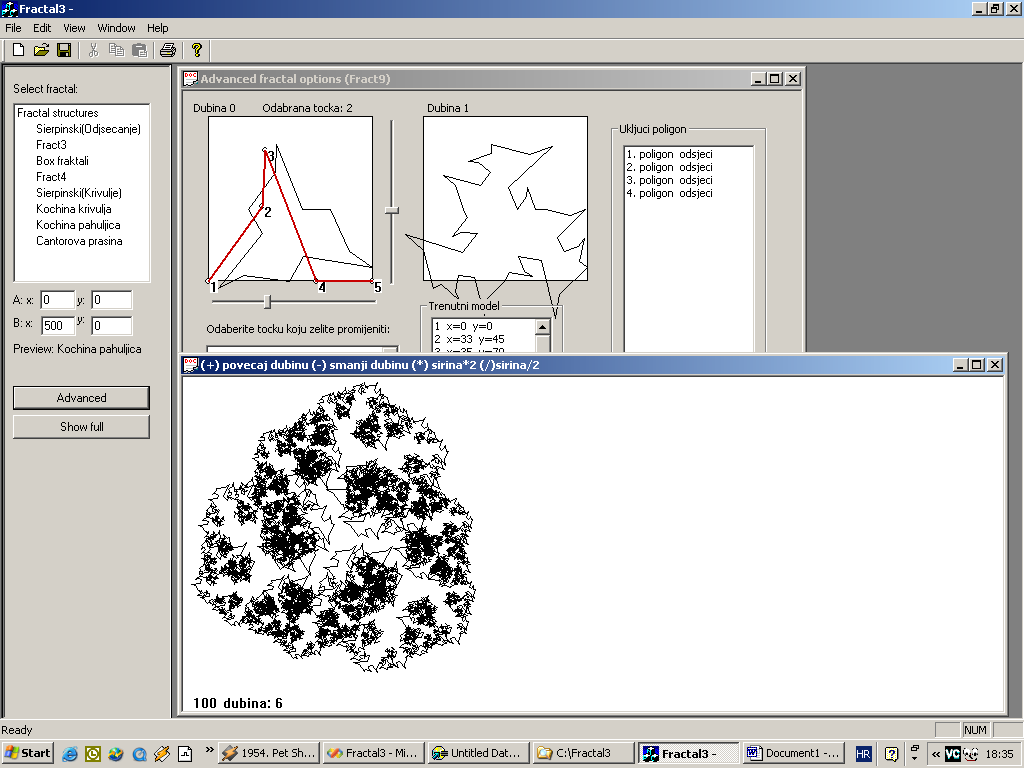 Fractal3 -
File Edit View Window Help
Select fractal:
Fractal structures
Sierpinski(Odjsecanje)
Fract3
Box fraktali
Fract4
Sierpinski(Krivulje)
Kochina krivulja
Kochina pahuljica
Cantorova prasina
A: x: 0 y: 0
B: x: 500 y: 0
Preview: Kochina pahuljica
Advanced
Show full
Advanced fractal options (Fract9)
Dubina 0 Odabrana tocka: 2 Dubina 1
3
2
1 4 5
Odaberite tocku koju zelite promijeniti:
Trenutni model
1 x=0 y=0
2 x=33 y=45
3 x=35 y=70
Ukljuci poligon
1. poligon odsjeci
2. poligon odsjeci
3. poligon odsjeci
4. poligon odsjeci
(+) povecaj dubinu (-) smanji dubinu (*) sirina*2 (/)sirina/2
100 dubina: 6
Ready NUM
Start » 1954. Pet Sh... Fractal3 - Mi... Untitled Dat... C:\Fractal3 Fractal3 - Document1 -... HR « VC 18:35